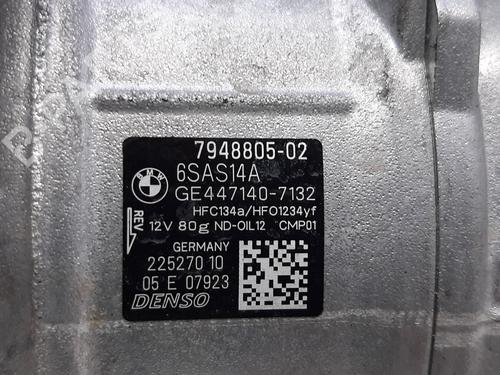 7948805-02
BMW
6SAS14A
GE447140-7132
HFC134a/HFO1234yf
REV
12V 80g ND-OIL12 CMP01
GERMANY
225270 10
05 E 07923
DENSO